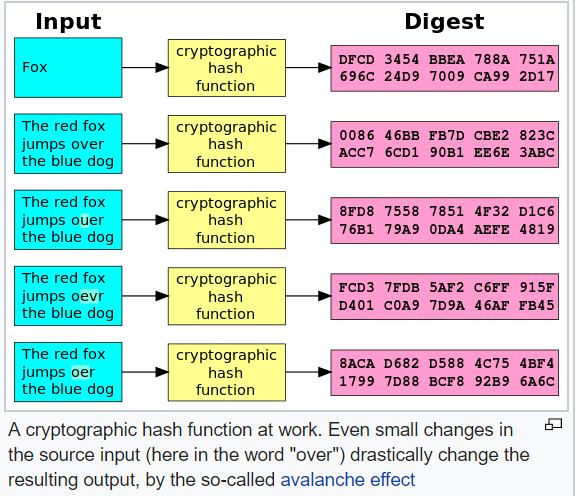 Input Digest
Fox
cryptographic
hash
function
DFCD 3454 BBEA 788A 751A
696C 24D9 7009 CA99 2D17
The red fox
jumps over
the blue dog
cryptographic
hash
function
0086 46BB FB7D CBE2 823C
ACC7 6CD1 90B1 EE6E 3ABC
The red fox
jumps ouer
the blue dog
cryptographic
hash
function
8FD8 7558 7851 4F32 D1C6
76B1 79A9 0DA4 AEFE 4819
The red fox
jumps oevr
the blue dog
cryptographic
hash
function
FCD3 7FDB 5AF2 C6FF 915F
D401 C0A9 7D9A 46AF FB45
The red fox
jumps oer
the blue dog
cryptographic
hash
function
8ACA D682 D588 4C75 4BF4
1799 7D88 BCF8 92B9 6A6C
A cryptographic hash function at work. Even small changes in
the source input (here in the word "over") drastically change the
resulting output, by the so-called avalanche effect